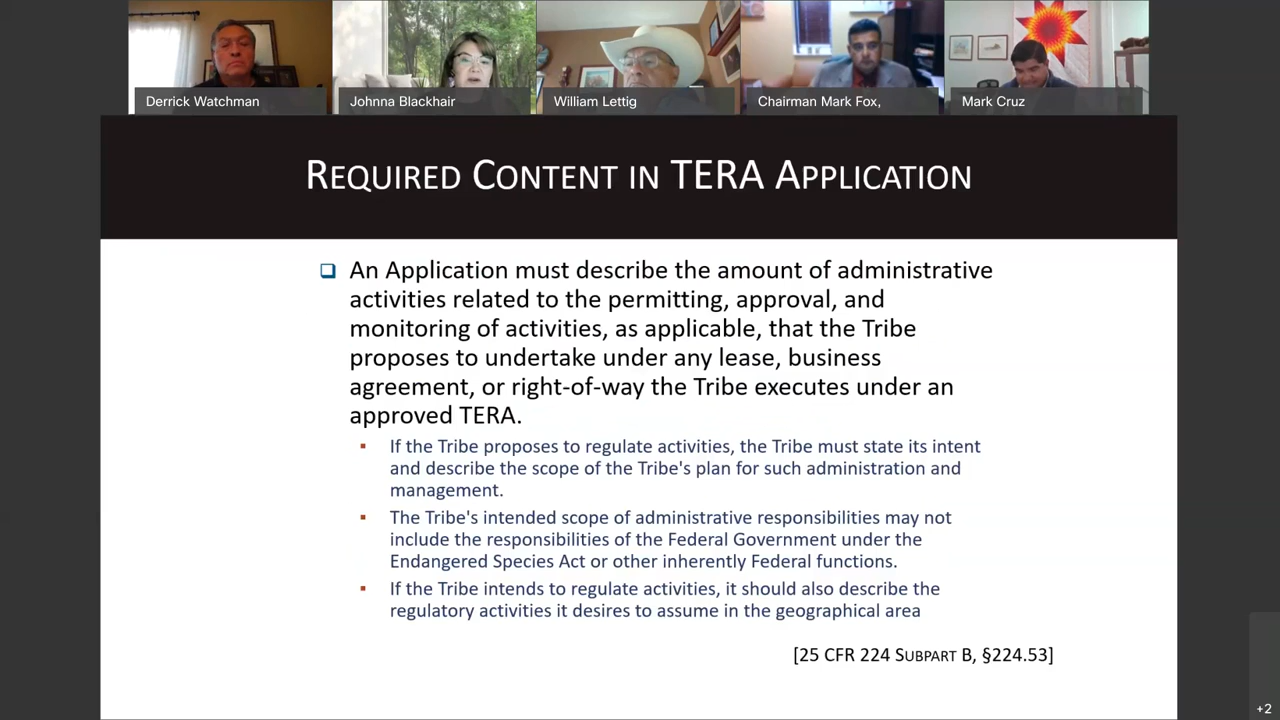 Derrick Watchman
Johnna Blackhair
William Lettig
Chairman Mark Fox,
Mark Cruz
REQUIRED CONTENT IN TERA APPLICATION
An Application must describe the amount of administrative
activities related to the permitting, approval, and
monitoring of activities, as applicable, that the Tribe
proposes to undertake under any lease, business
agreement, or right-of-way the Tribe executes under an
approved TERA.
If the Tribe proposes to regulate activities, the Tribe must state its intent
and describe the scope of the Tribe's plan for such administration and
management.
The Tribe's intended scope of administrative responsibilities may not
include the responsibilities of the Federal Government under the
Endangered Species Act or other inherently Federal functions.
If the Tribe intends to regulate activities, it should also describe the
regulatory activities it desires to assume in the geographical area
[25 CFR 224 SUBPART B, §224.53]
+2